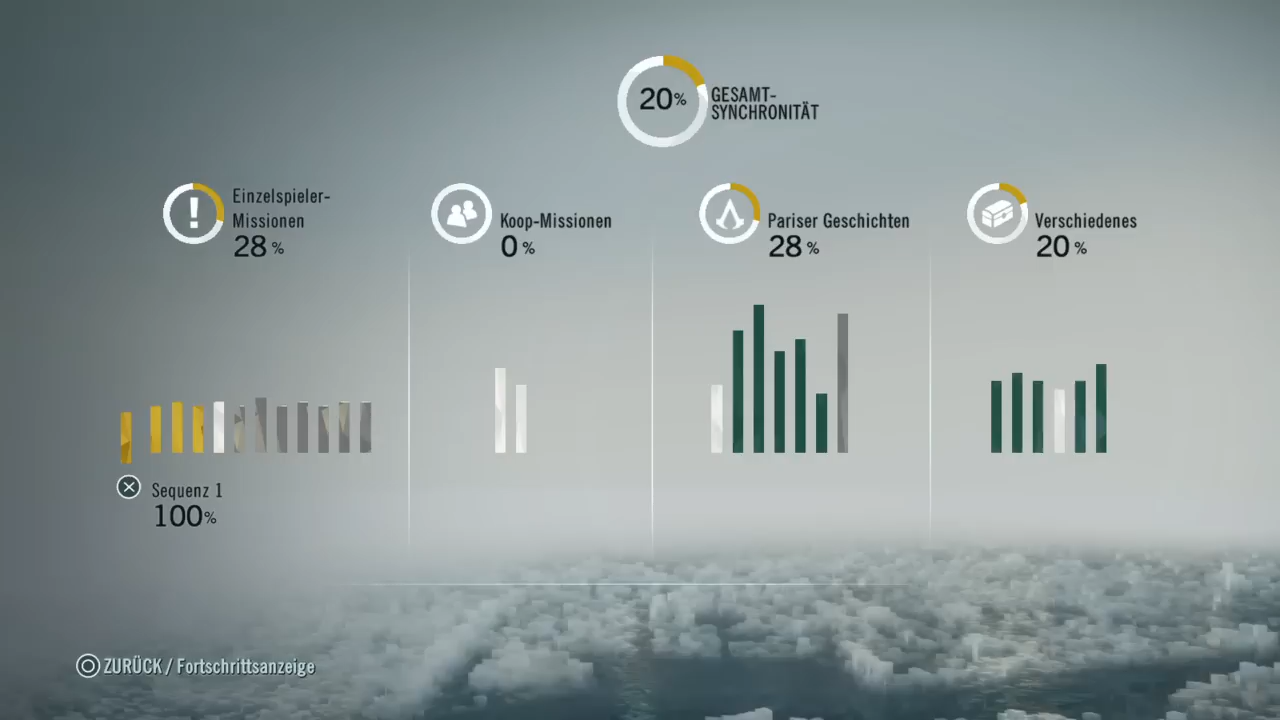 20%
GESAMT-
SYNCHRONITÄT
Einzelspieler-
Missionen
28 %
Koop-Missionen
0 %
Pariser Geschichten
28 %
Verschiedenes
20 %
Sequenz 1
100%
ZURÜCK / Fortschrittsanzeige